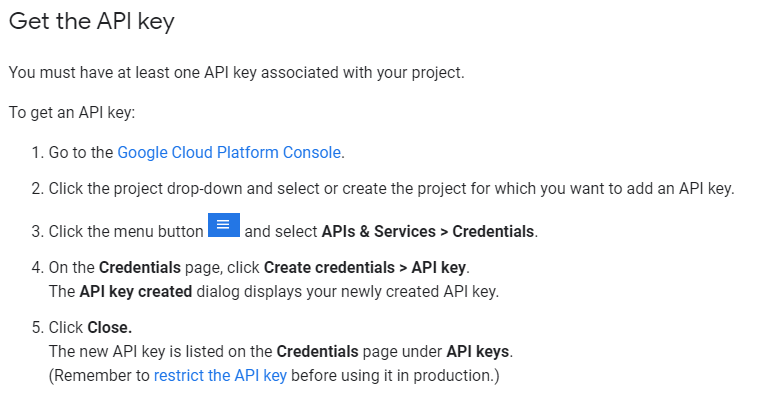 Get the API key
You must have at least one API key associated with your project.
To get an API key:
1. Go to the Google Cloud Platform Console.
2. Click the project drop-down and select or create the project for which you want to add an API key.
3. Click the menu button and select APIs & Services > Credentials.
4. On the Credentials page, click Create credentials > API key.
The API key created dialog displays your newly created API key.
5. Click Close.
The new API key is listed on the Credentials page under API keys.
(Remember to restrict the API key before using it in production.)